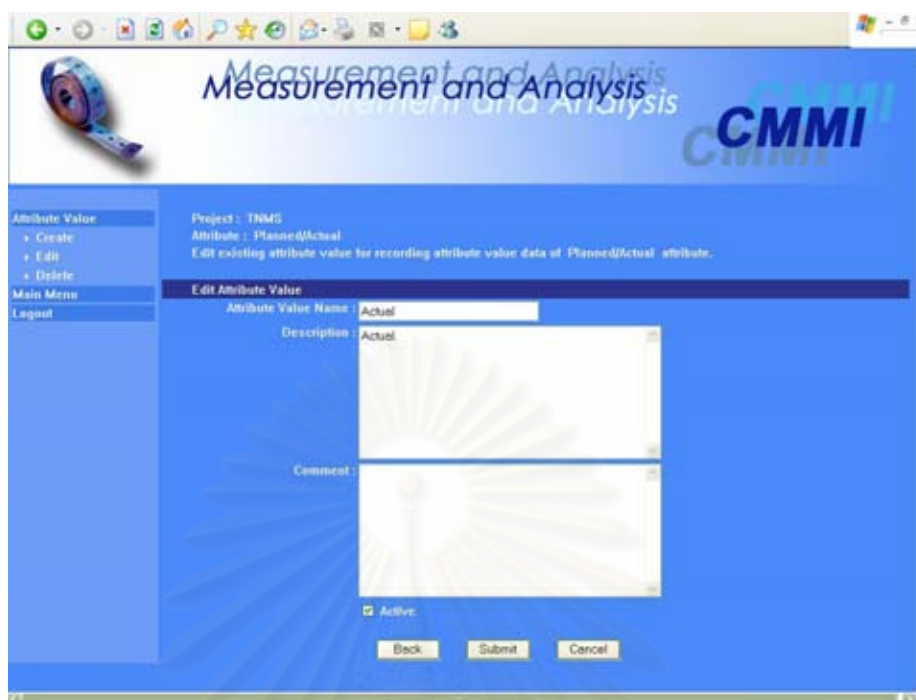 Measurement and Analysis
CMMI
Attribute Value
Create
Edit
Delete
Main Menu
Logout
Project : TNMS
Attribute : Planned/Actual
Edit existing attribute value for recording attribute value data of Planned/Actual attribute.
Edit Attribute Value
Attribute Value Name : Actual
Description : Actual
Comment :
Active
Back Submit Cancel